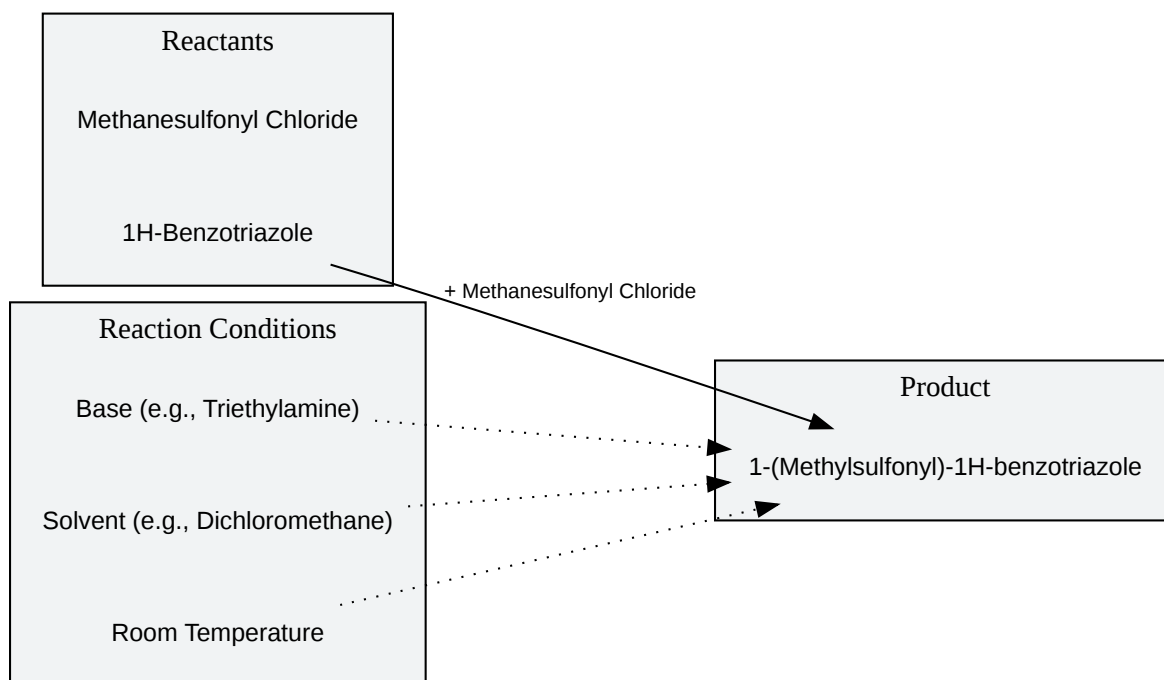 Reactants
Methanesulfonyl Chloride
1H-Benzotriazole
+ Methanesulfonyl Chloride
Reaction Conditions
Base (e.g., Triethylamine)
Solvent (e.g., Dichloromethane)
Room Temperature
Product
1-(Methylsulfonyl)-1H-benzotriazole